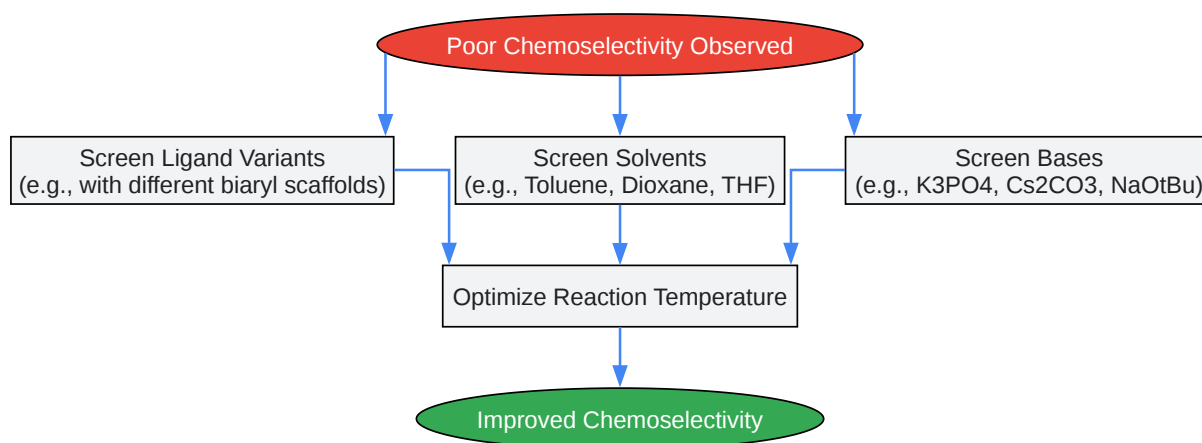 Poor Chemoselectivity Observed
Screen Ligand Variants
(e.g., with different biaryl scaffolds)
Screen Solvents
(e.g., Toluene, Dioxane, THF)
Screen Bases
(e.g., K3PO4, Cs2CO3, NaOtBu)
Optimize Reaction Temperature
Improved Chemoselectivity